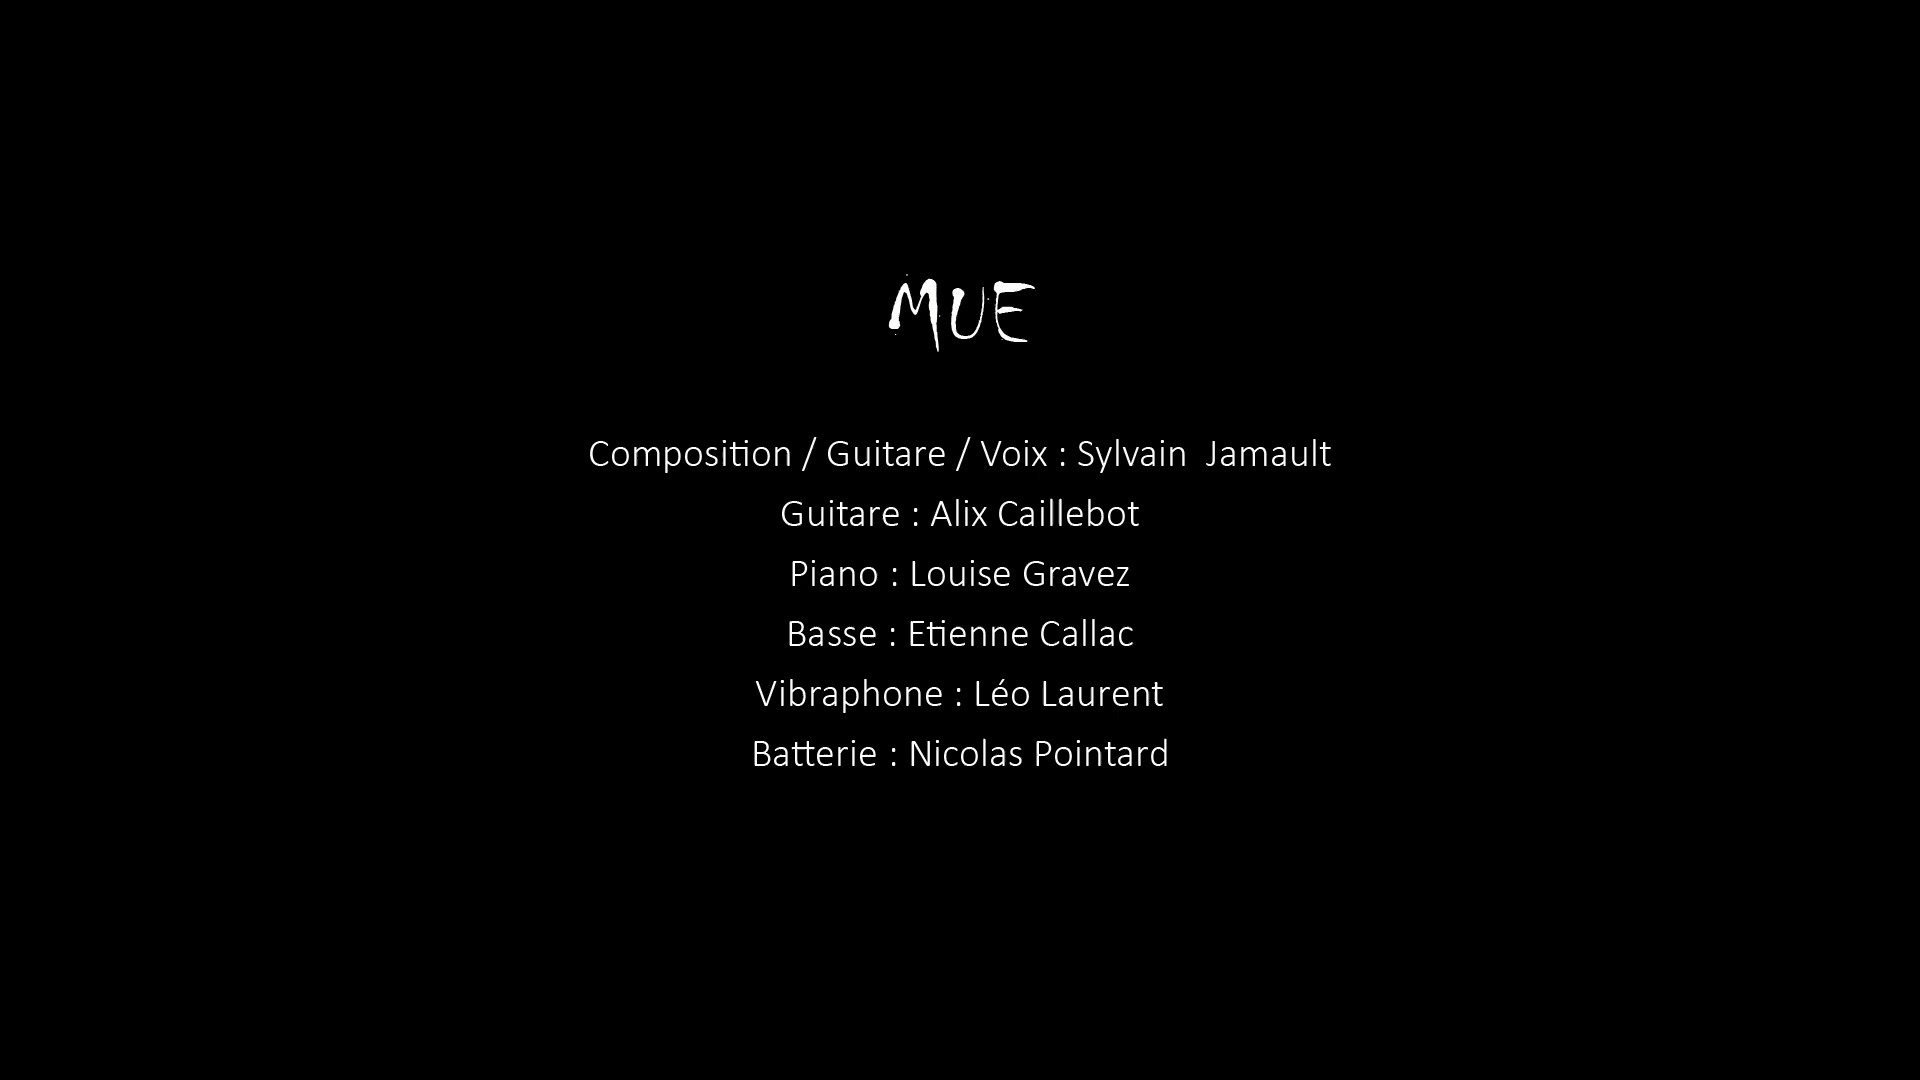 MUE
Composition / Guitare / Voix : Sylvain  Jamault
Guitare : Alix Caillebot
Piano : Louise Gravez
Basse : Etienne Callac
Vibraphone : Léo Laurent
Batterie : Nicolas Pointard